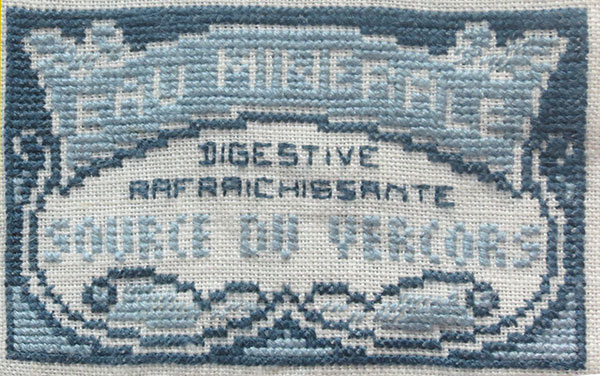 EAU MINERALE
DIGESTIVE
RAFRAICHISSANTE
SOURCE DU VERCORS